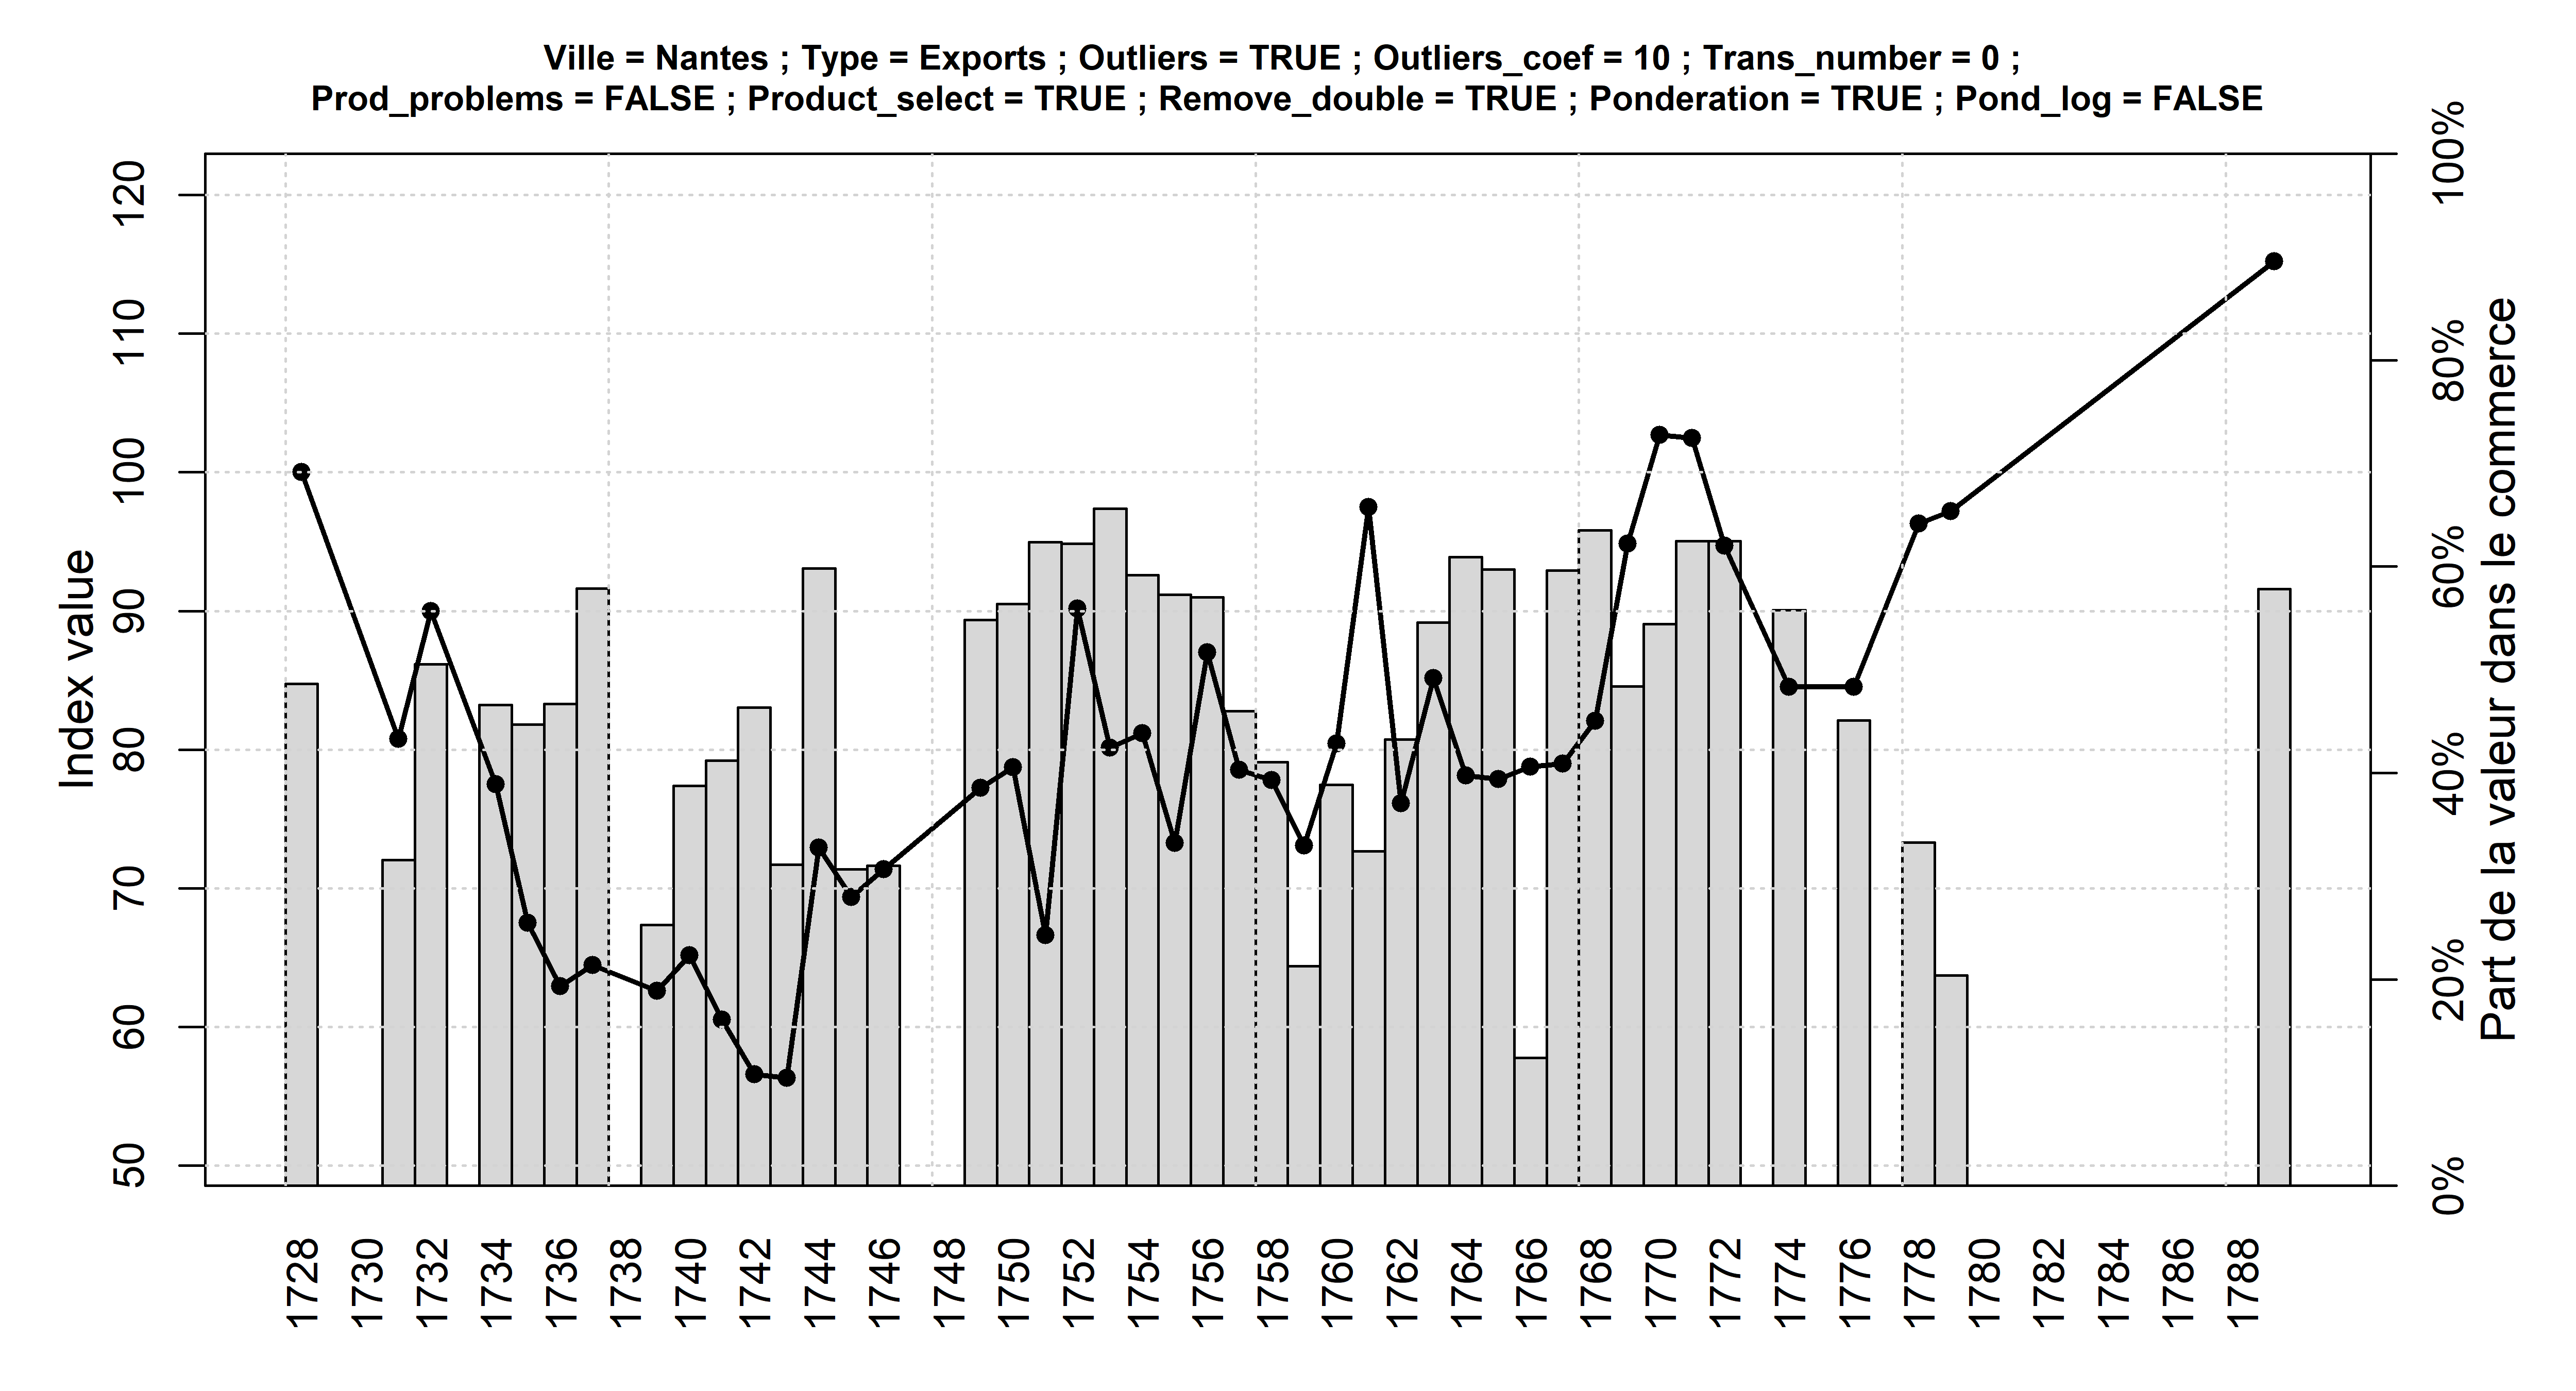 Ville = Nantes ; Type = Exports ; Outliers = TRUE ; Outliers_coef = 10 ; Trans_number = 0 ;
Prod_problems = FALSE ; Product_select = TRUE ; Remove_double = TRUE ; Ponderation = TRUE ; Pond_log = FALSE
Index value
120
110
100
90
80
70
60
50
100%
80%
60%
40%
20%
0%
Part de la valeur dans le commerce
1728 1730 1732 1734 1736 1738 1740 1742 1744 1746 1748 1750 1752 1754 1756 1758 1760 1762 1764 1766 1768 1770 1772 1774 1776 1778 1780 1782 1784 1786 1788